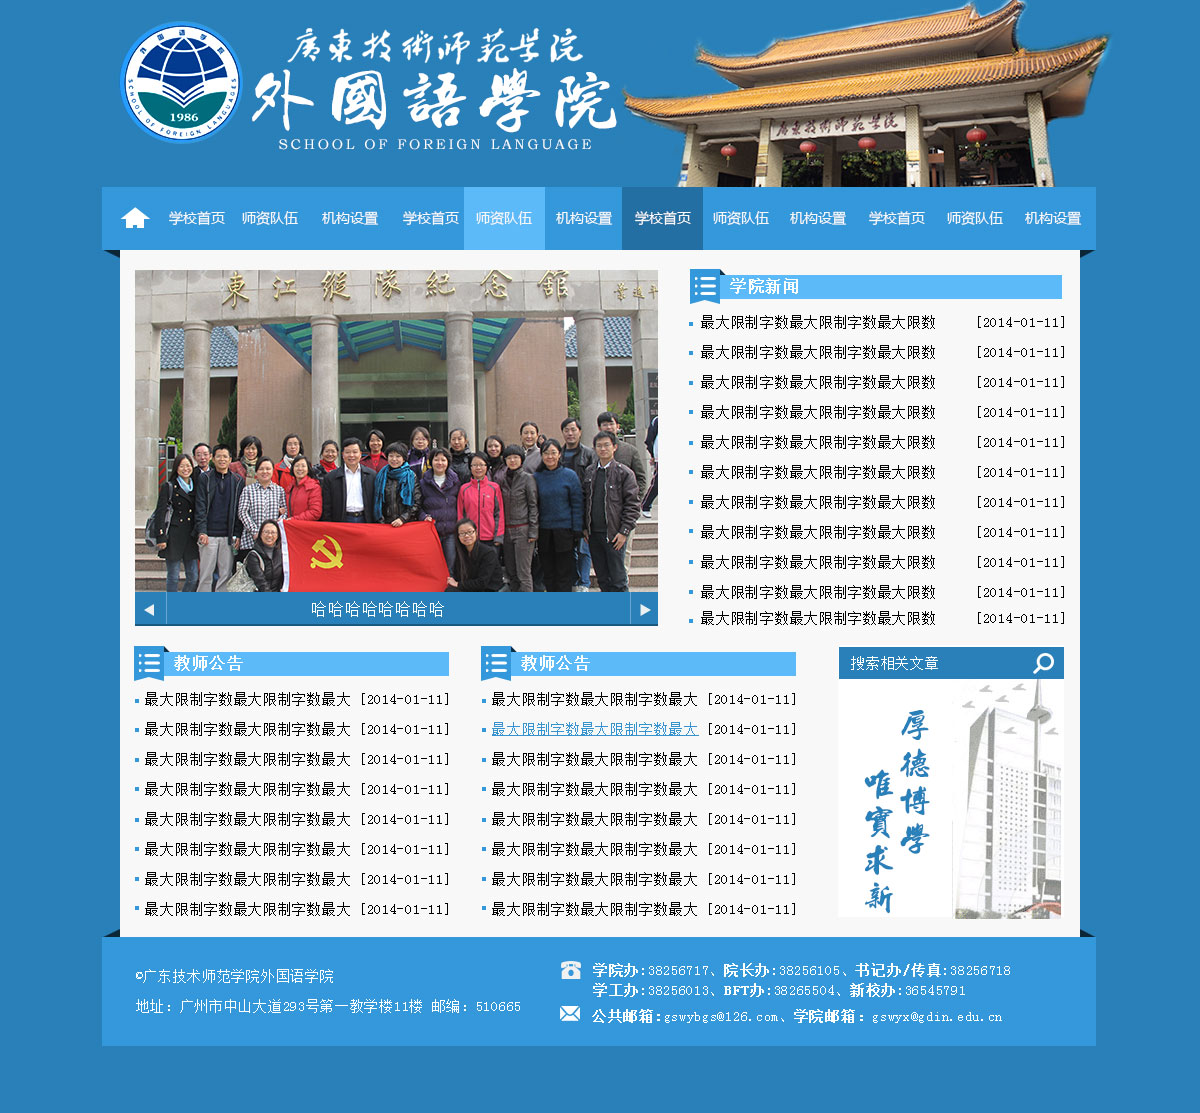 外国语学院
SCHOOL OF FOREIGN LANGUAGES
1986
廣東技術師范學院
外國語學院
SCHOOL OF FOREIGN LANGUAGE
廣東技術師范學院
学校首页 师资队伍 机构设置 学校首页 师资队伍 机构设置 学校首页 师资队伍 机构设置 学校首页 师资队伍 机构设置
東江縱隊紀念舘
哈哈哈哈哈哈哈哈
学院新闻
最大限制字数最大限制字数最大限数 [2014-01-11]
最大限制字数最大限制字数最大限数 [2014-01-11]
最大限制字数最大限制字数最大限数 [2014-01-11]
最大限制字数最大限制字数最大限数 [2014-01-11]
最大限制字数最大限制字数最大限数 [2014-01-11]
最大限制字数最大限制字数最大限数 [2014-01-11]
最大限制字数最大限制字数最大限数 [2014-01-11]
最大限制字数最大限制字数最大限数 [2014-01-11]
最大限制字数最大限制字数最大限数 [2014-01-11]
最大限制字数最大限制字数最大限数 [2014-01-11]
最大限制字数最大限制字数最大限数 [2014-01-11]
教师公告
最大限制字数最大限制字数最大 [2014-01-11]
最大限制字数最大限制字数最大 [2014-01-11]
最大限制字数最大限制字数最大 [2014-01-11]
最大限制字数最大限制字数最大 [2014-01-11]
最大限制字数最大限制字数最大 [2014-01-11]
最大限制字数最大限制字数最大 [2014-01-11]
最大限制字数最大限制字数最大 [2014-01-11]
最大限制字数最大限制字数最大 [2014-01-11]
教师公告
最大限制字数最大限制字数最大 [2014-01-11]
最大限制字数最大限制字数最大 [2014-01-11]
最大限制字数最大限制字数最大 [2014-01-11]
最大限制字数最大限制字数最大 [2014-01-11]
最大限制字数最大限制字数最大 [2014-01-11]
最大限制字数最大限制字数最大 [2014-01-11]
最大限制字数最大限制字数最大 [2014-01-11]
最大限制字数最大限制字数最大 [2014-01-11]
搜索相关文章
厚德博學
唯實求新
©广东技术师范学院外国语学院
地址：广州市中山大道293号第一教学楼11楼 邮编：510665
学院办:38256717、院长办:38256105、书记办/传真:38256718
学工办:38256013、BFT办:38265504、新校办:36545791
公共邮箱:gswybgs@126.com、学院邮箱：gswyx@gdin.edu.cn